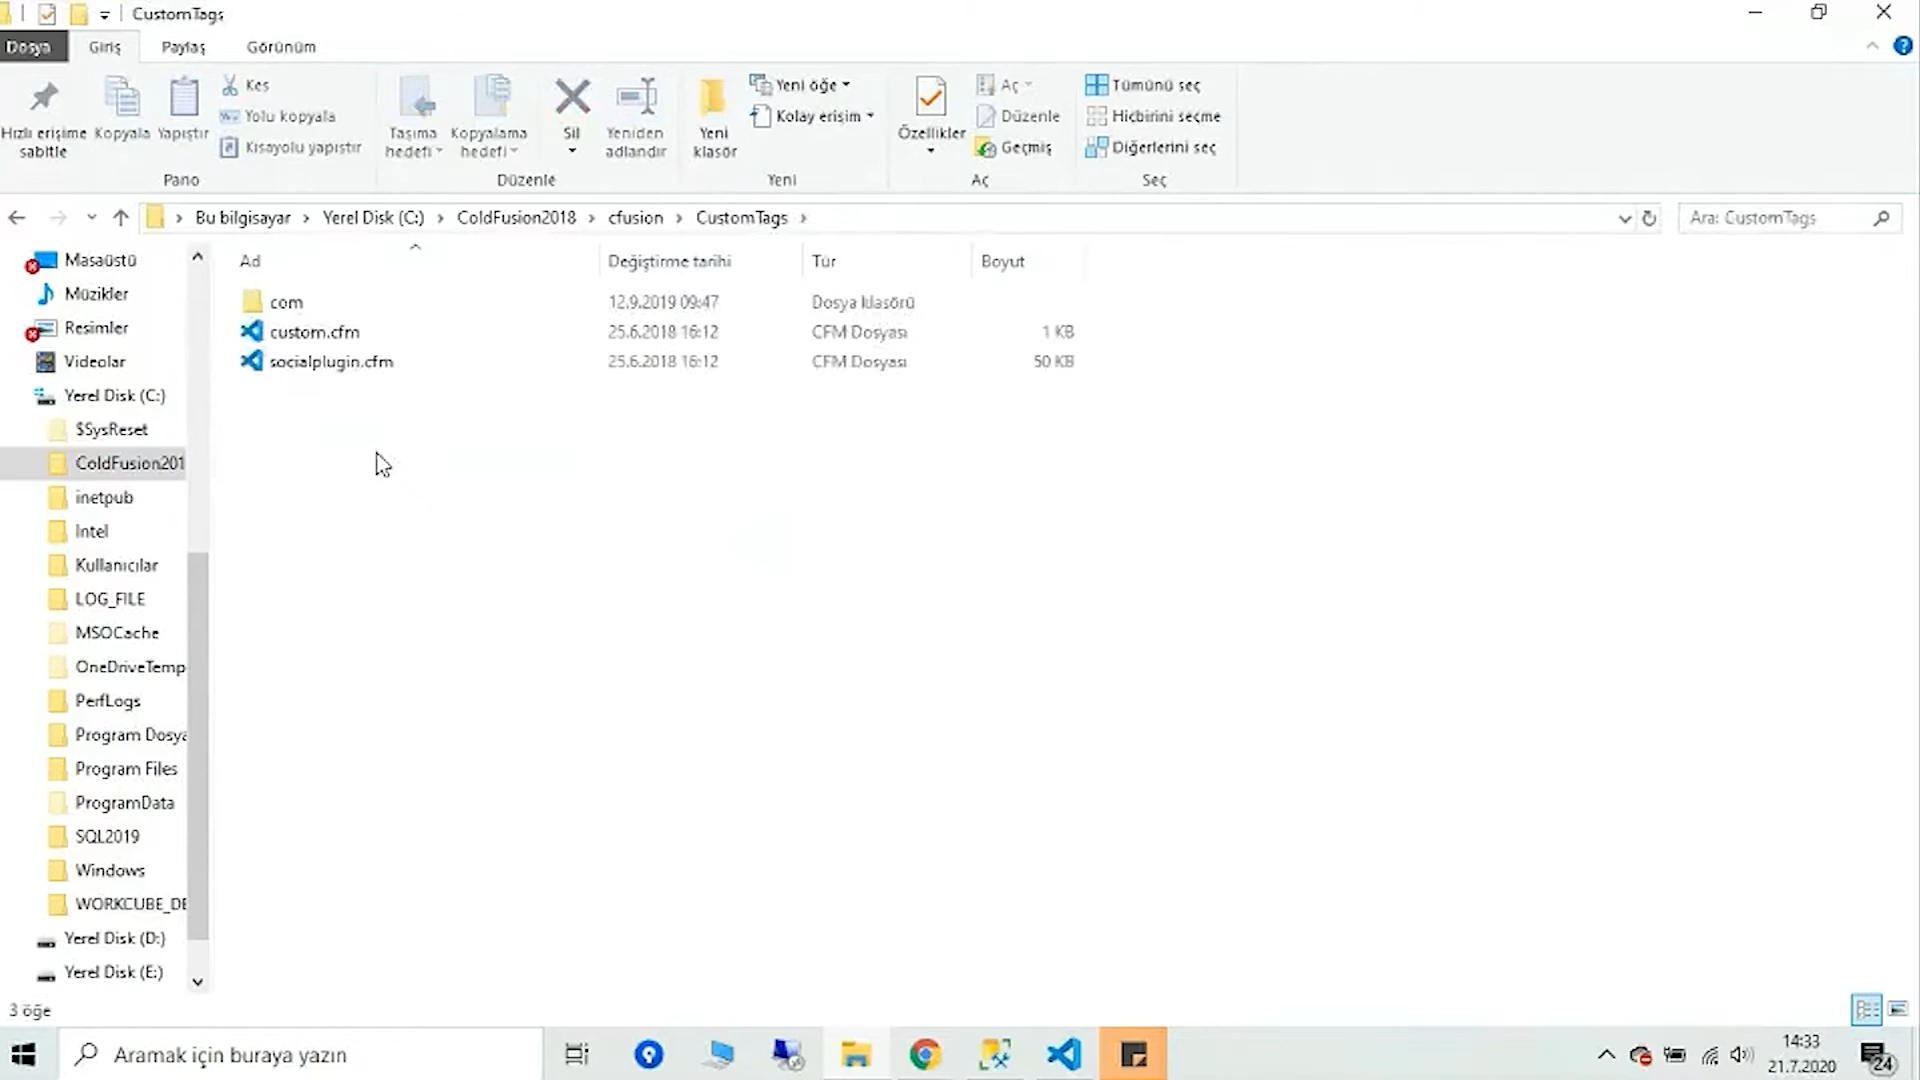 CustomTags
Dosya
Giriş
Paylaş
Görünüm
Hızlı erişime
sabitle
Kopyala
Yapıştır
Kes
Yolu kopyala
Kısayolu yapıştır
Pano
Taşıma
hedefi
Kopyalama
hedefi
Sil
Yeniden
adlandır
Düzenle
Yeni
klasör
Yeni öğe
Kolay erişim
Yeni
Özellikler
Aç
Düzenle
Geçmiş
Aç
Tümünü seç
Hiçbirini seçme
Diğerlerini seç
Seç
Bu bilgisayar
Yerel Disk (C:)
ColdFusion2018
cfusion
CustomTags
Ara: CustomTags
Masaüstü
Müzikler
Resimler
Videolar
Yerel Disk (C:)
$SysReset
ColdFusion201
inetpub
Intel
Kullanıcılar
LOG_FILE
MSOCache
OneDriveTemp
PerfLogs
Program Dosya
Program Files
ProgramData
SQL2019
Windows
WORKCUBE_DE
Yerel Disk (D:)
Yerel Disk (E:)
Ad Değiştirme tarihi Tür Boyut
com 12.9.2019 09:47 Dosya klasörü
custom.cfm 25.6.2018 16:12 CFM Dosyası 1 KB
socialplugin.cfm 25.6.2018 16:12 CFM Dosyası 50 KB
3 öğe
Aramak için buraya yazın
14:33
21.7.2020
24